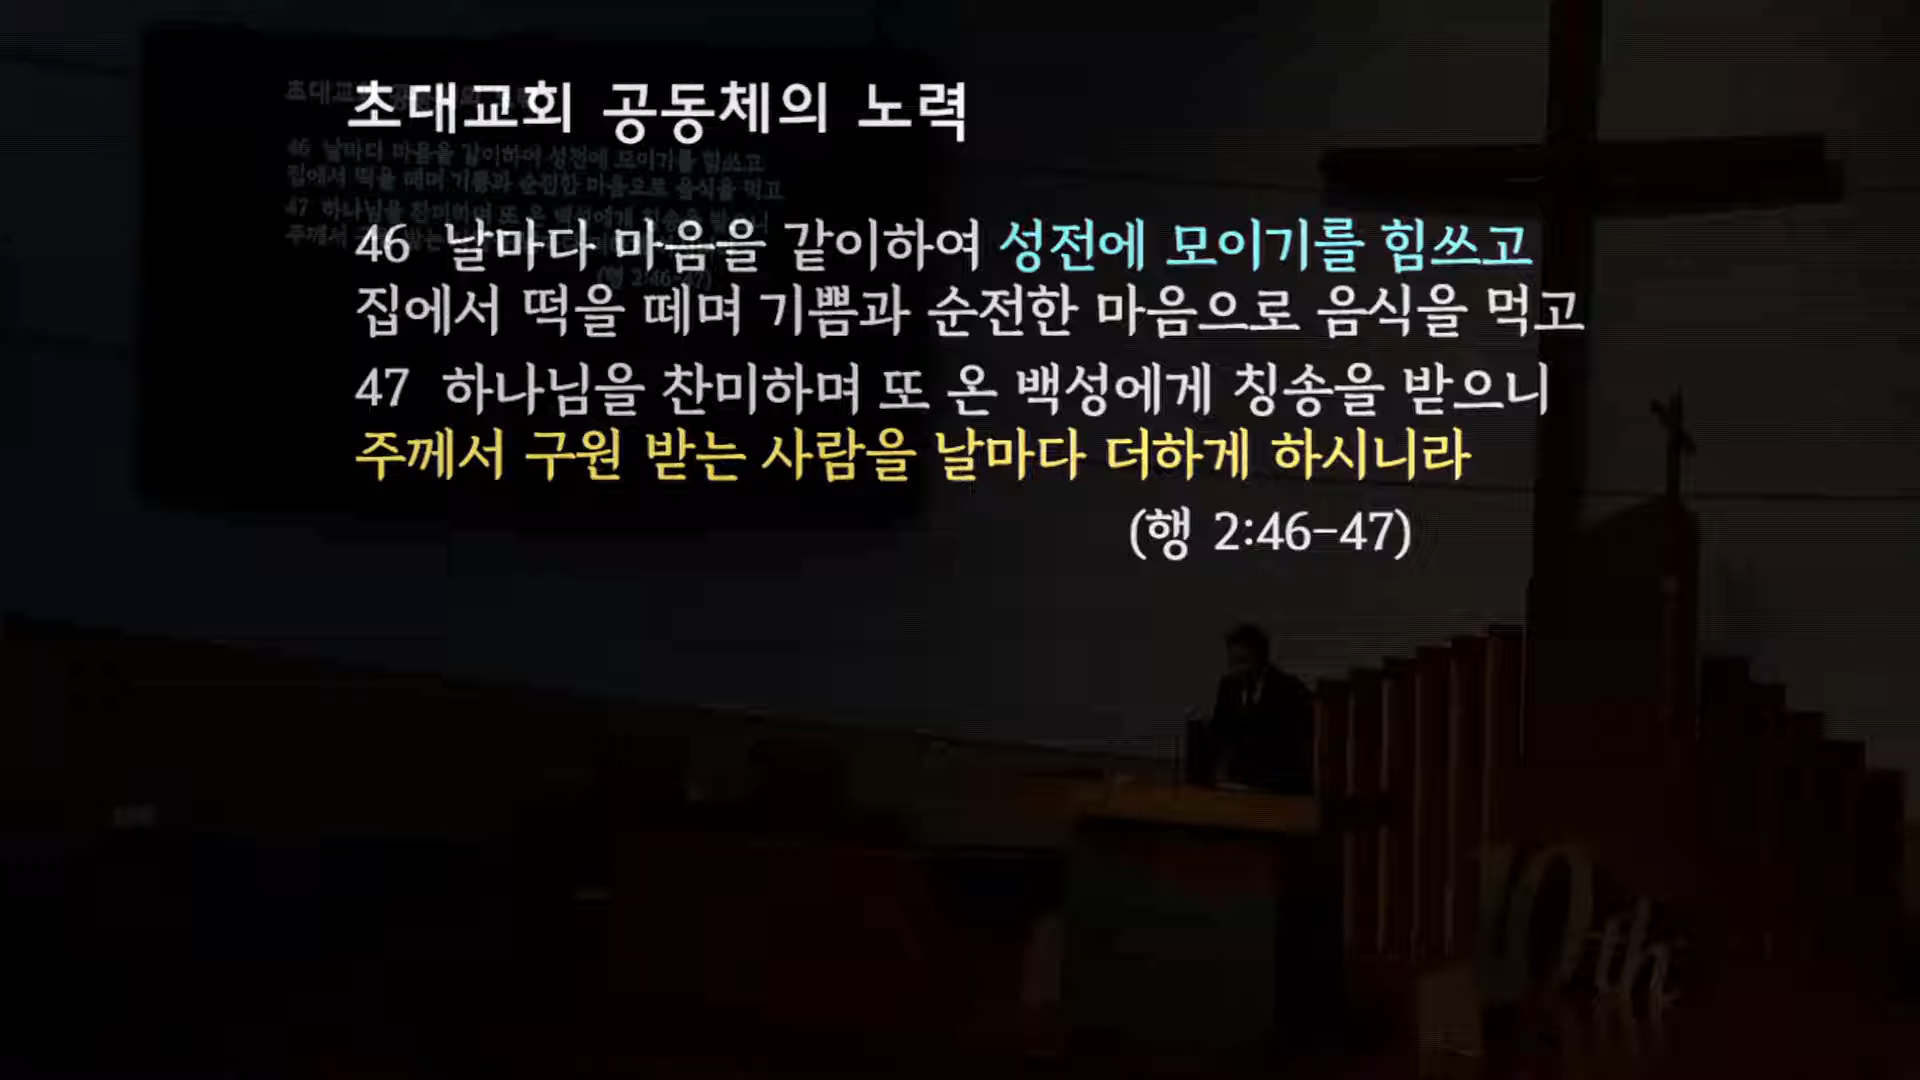 초대교회 공동체의 노력
46 날마다 마음을 같이하여 성전에 모이기를 힘쓰고
집에서 떡을 떼며 기쁨과 순전한 마음으로 음식을 먹고
47 하나님을 찬미하며 또 온 백성에게 칭송을 받으니
주께서 구원 받는 사람을 날마다 더하게 하시니라
(행 2:46-47)
10th